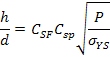 h/d = C_SF C_sp √(P/σ_YS)